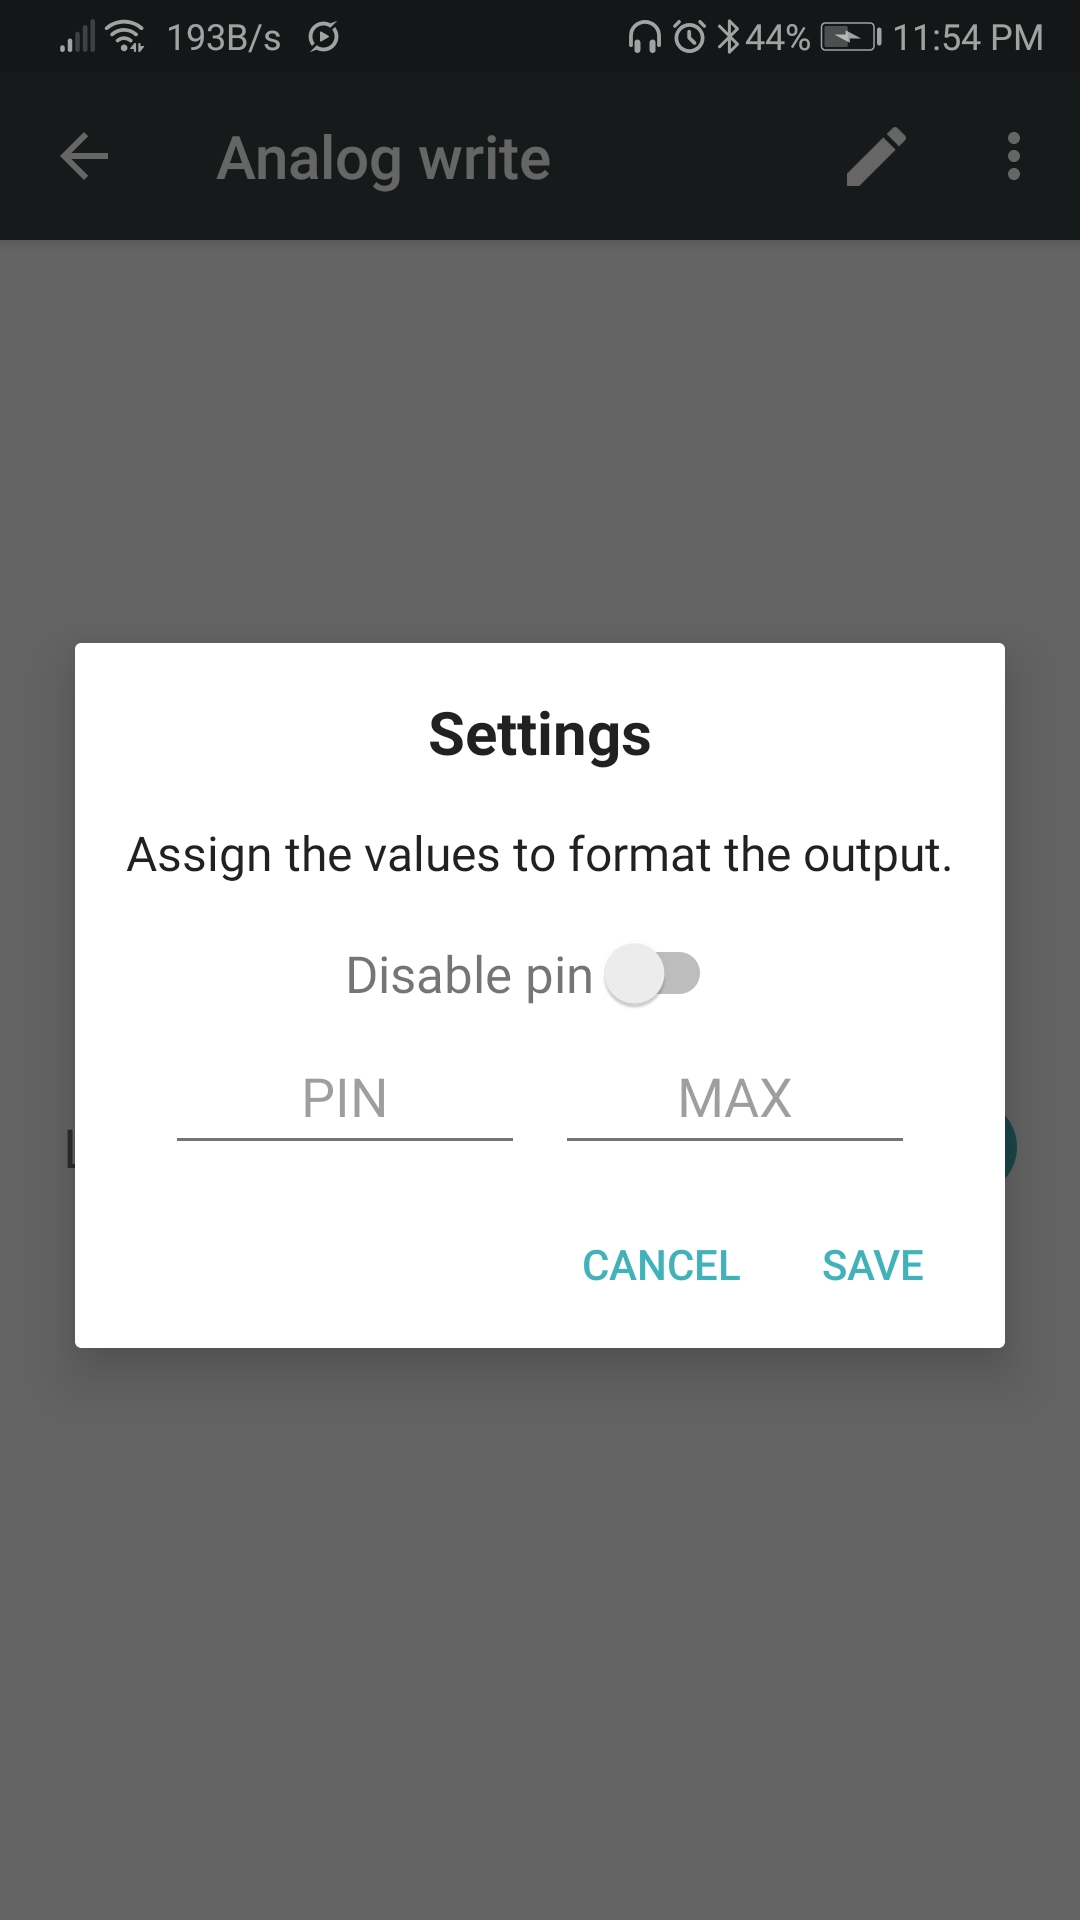 193B/s 44% 11:54 PM
Analog write
Settings
Assign the values to format the output.
Disable pin
PIN MAX
CANCEL SAVE